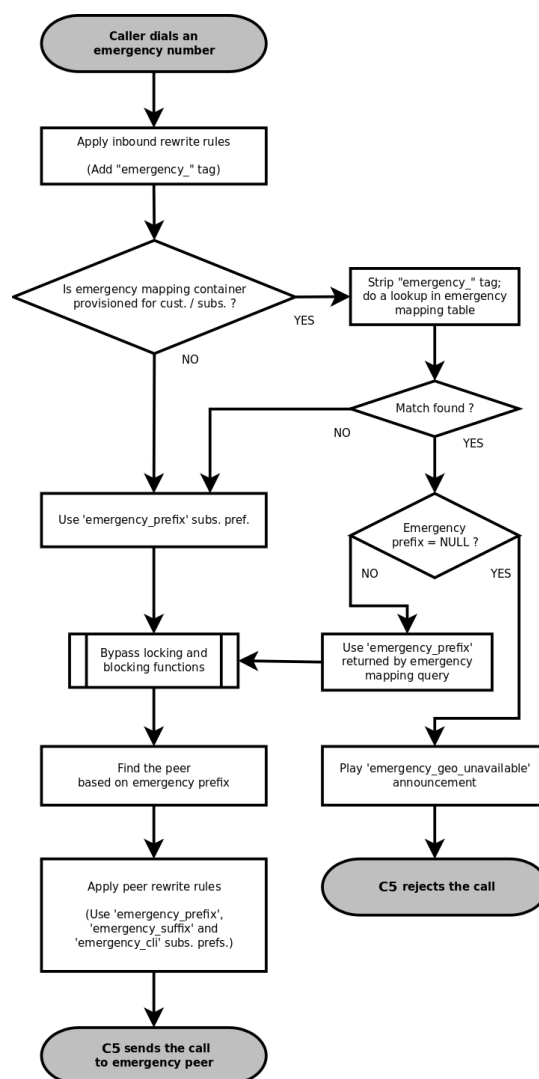 Caller dials an
emergency number
Apply inbound rewrite rules
(Add "emergency_" tag)
Is emergency mapping container
provisioned for cust. / subs. ?
YES
NO
Strip "emergency_" tag;
do a lookup in emergency
mapping table
Match found ?
NO
YES
Use 'emergency_prefix' subs. pref.
Emergency
prefix = NULL ?
NO
YES
Bypass locking and
blocking functions
Use 'emergency_prefix'
returned by emergency
mapping query
Find the peer
based on emergency prefix
Play 'emergency_geo_unavailable'
announcement
Apply peer rewrite rules
(Use 'emergency_prefix',
'emergency_suffix' and
'emergency_cli' subs. prefs.)
C5 rejects the call
C5 sends the call
to emergency peer